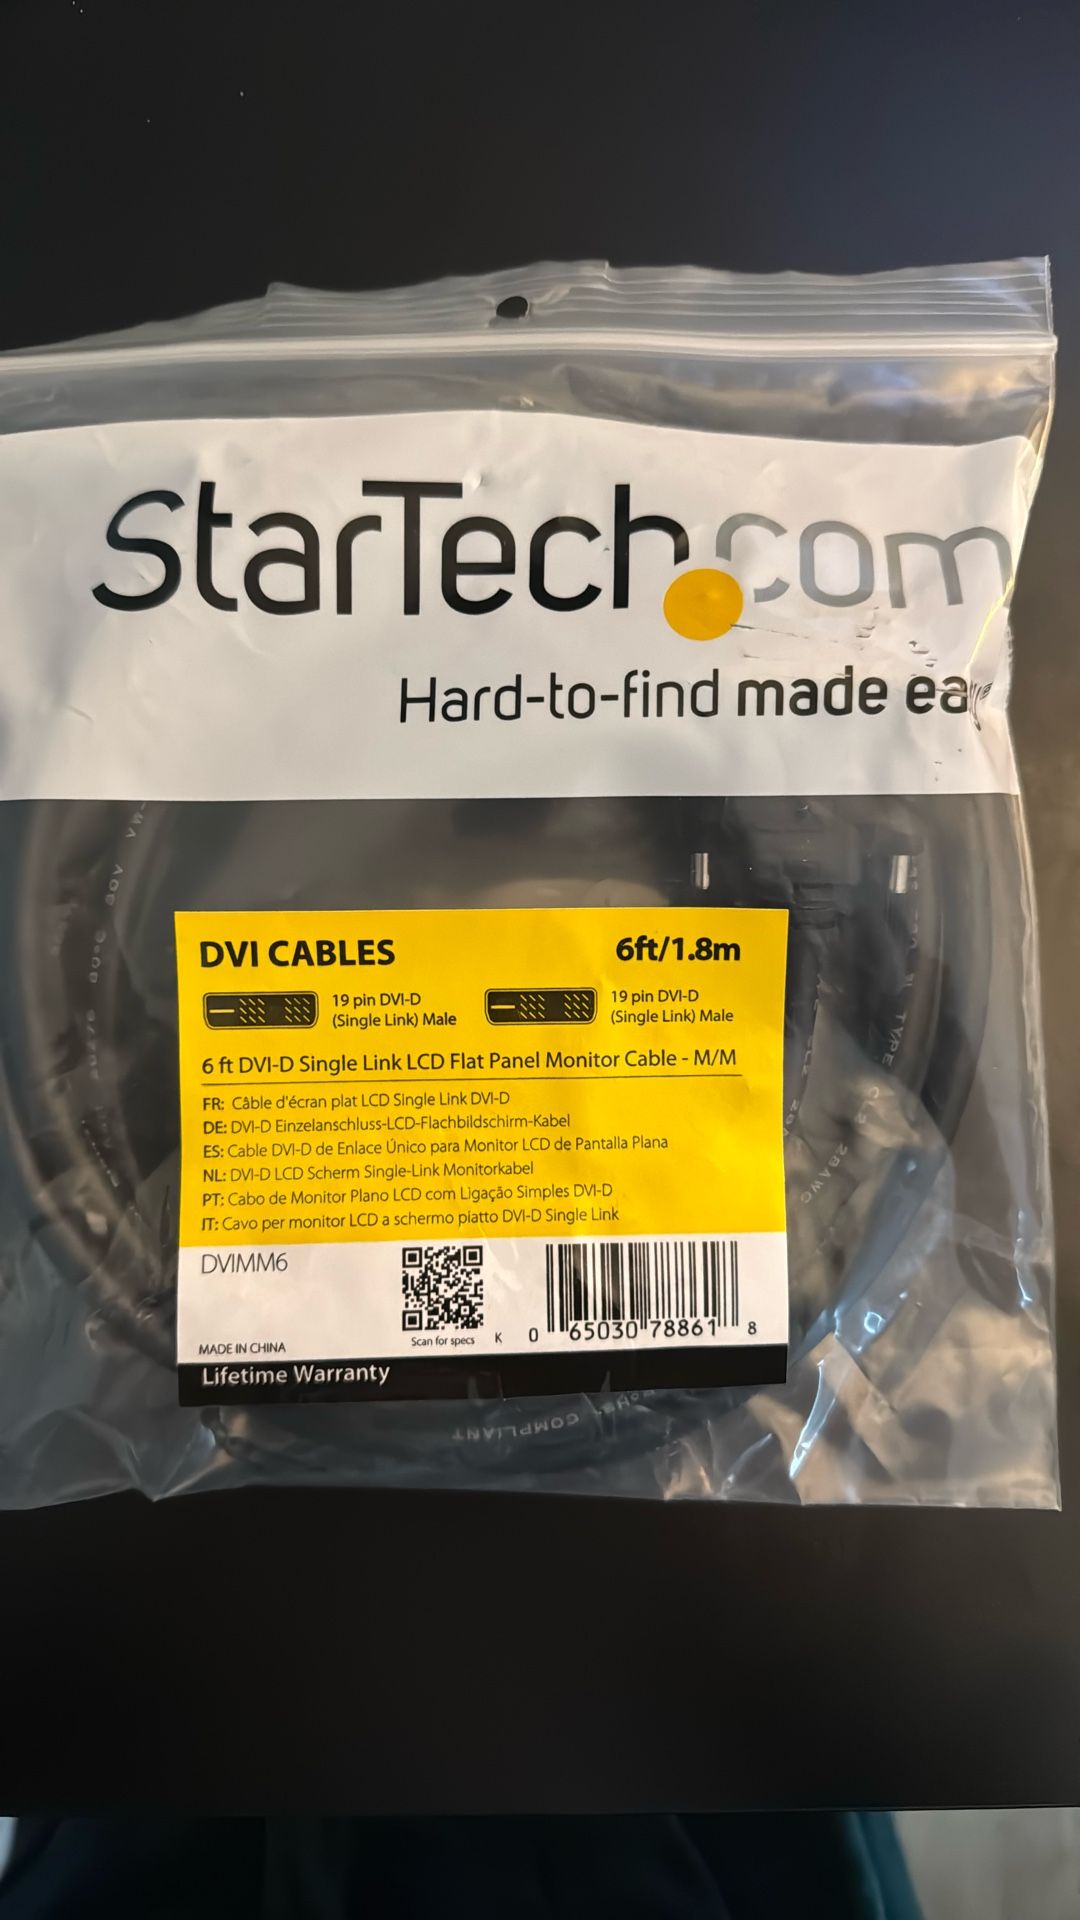 StarTech.com
Hard-to-find made eas
DVI CABLES
6ft/1.8m
19 pin DVI-D
(Single Link) Male
19 pin DVI-D
(Single Link) Male
6 ft DVI-D Single Link LCD Flat Panel Monitor Cable - M/M
FR: Câble d'écran plat LCD Single Link DVI-D
DE: DVI-D Einzelanschluss-LCD-Flachbildschirm-Kabel
ES: Cable DVI-D de Enlace Único para Monitor LCD de Pantalla Plana
NL: DVI-D LCD Scherm Single-Link Monitorkabel
PT: Cabo de Monitor Plano LCD com Ligação Simples DVI-D
IT: Cavo per monitor LCD a schermo piatto DVI-D Single Link
DVIMM6
Scan for specs
K
0 65030 78861 8
MADE IN CHINA
Lifetime Warranty
TYPE CL2 28AWG
RoHS COMPLIANT